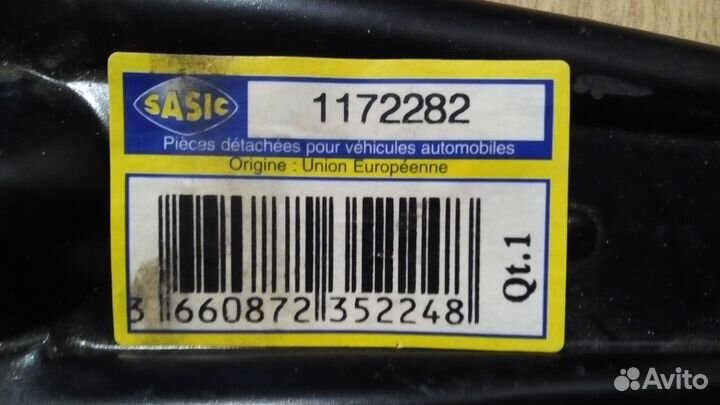 SASIC
1172282
Pièces détachées pour véhicules automobiles
Origine : Union Européenne
3 660872 352248
Qt.1
Avito